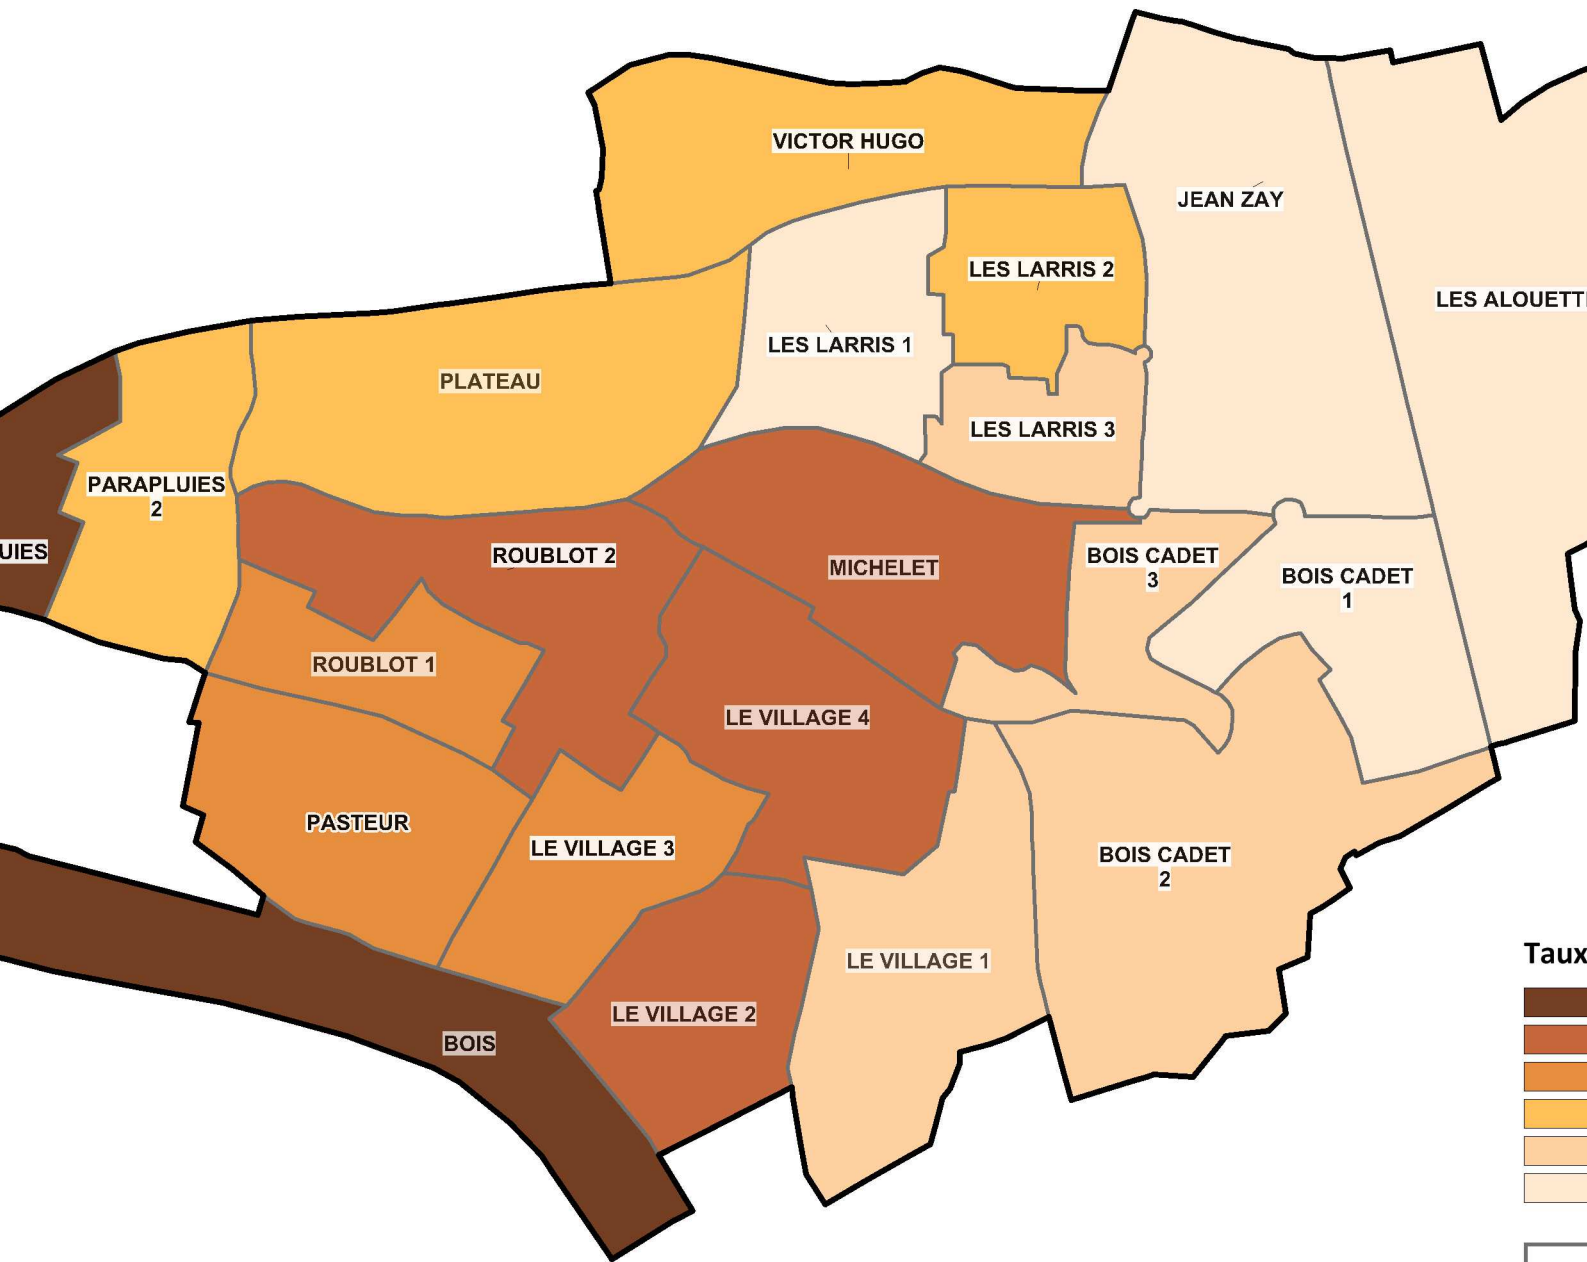 VICTOR HUGO
JEAN ZAY
LES LARRIS 2
LES ALOUETT
LES LARRIS 1
PLATEAU
LES LARRIS 3
PARAPLUIES
2
UIES
ROUBLOT 2
MICHELET
BOIS CADET
3
BOIS CADET
1
ROUBLOT 1
LE VILLAGE 4
PASTEUR
LE VILLAGE 3
BOIS CADET
2
LE VILLAGE 1
Taux
LE VILLAGE 2
BOIS